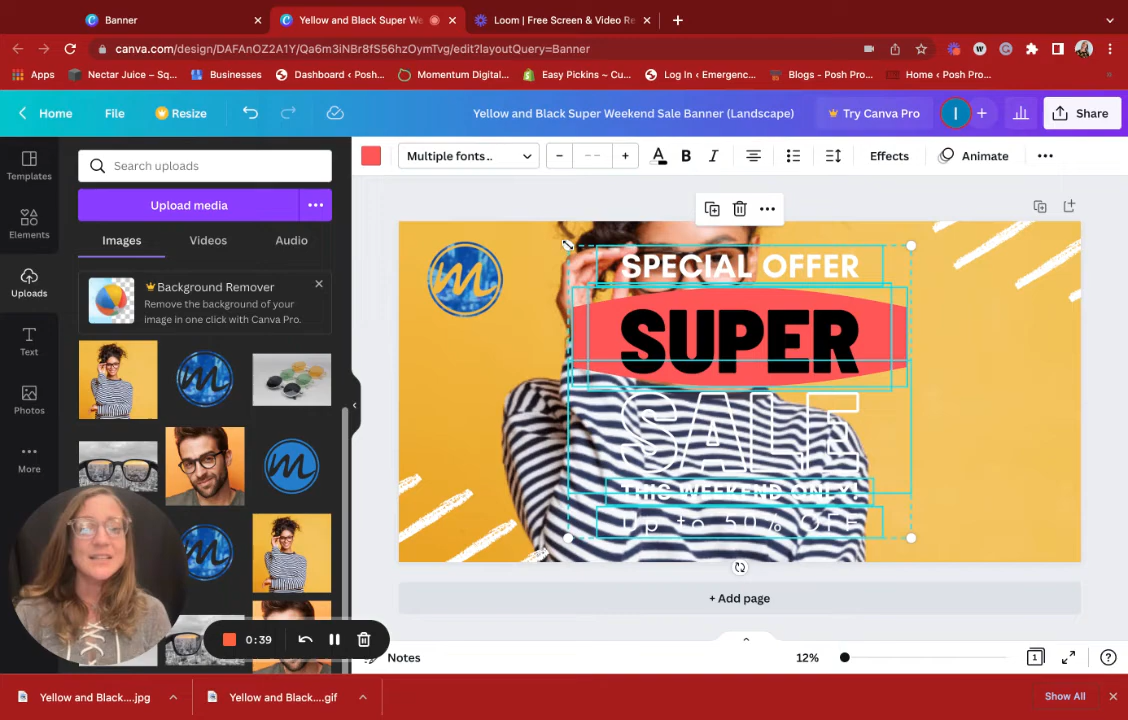 Banner
Yellow and Black Super We
Loom | Free Screen & Video Re
canva.com/design/DAFAnOZ2A1Y/Qa6m3iNBr8fS56hzOymTvg/edit?layoutQuery=Banner
Apps
Nectar Juice – Sq...
Businesses
Dashboard ‹ Posh...
Momentum Digital...
Easy Pickins ~ Cu...
Log In ‹ Emergenc...
Blogs - Posh Pro...
Home ‹ Posh Pro...
Home
File
Resize
Yellow and Black Super Weekend Sale Banner (Landscape)
Try Canva Pro
I
Share
Templates
Elements
Uploads
Text
Photos
More
Search uploads
Upload media
Images
Videos
Audio
Background Remover
Remove the background of your
image in one click with Canva Pro.
Multiple fonts..
– –
A
B
I
Effects
Animate
SPECIAL OFFER
SUPER
SALE
THIS WEEKEND ONLY!
Up to 50% OFF
+ Add page
0:39
Notes
12%
1
Yellow and Black....jpg
Yellow and Black....gif
Show All